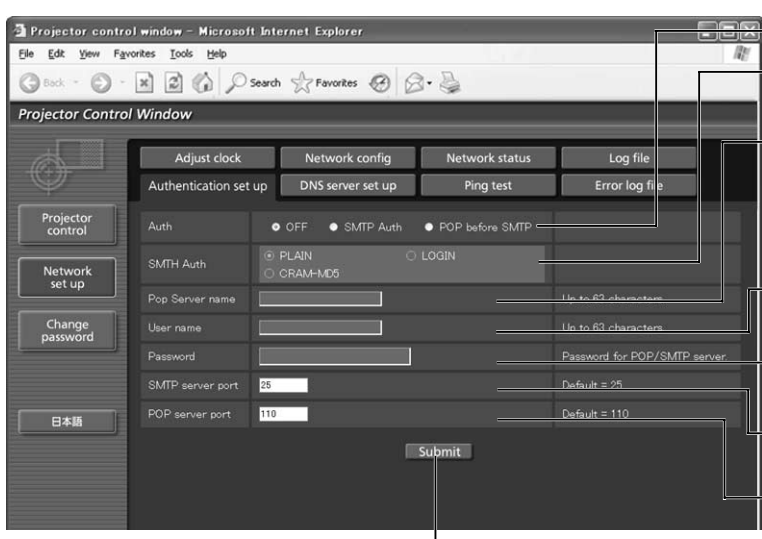 Projector control window - Microsoft Internet Explorer
File Edit View Favorites Tools Help
Back Search Favorites
Projector Control Window
Adjust clock Network config Network status Log file
Authentication set up DNS server set up Ping test Error log file
Projector control
Network set up
Change password
日本語
Auth OFF SMTP Auth POP before SMTP
SMTH Auth PLAIN LOGIN
CRAM-MD5
Pop Server name Up to 63 characters
User name Up to 63 characters
Password Password for POP/SMTP server.
SMTP server port 25 Default = 25
POP server port 110 Default = 110
Submit